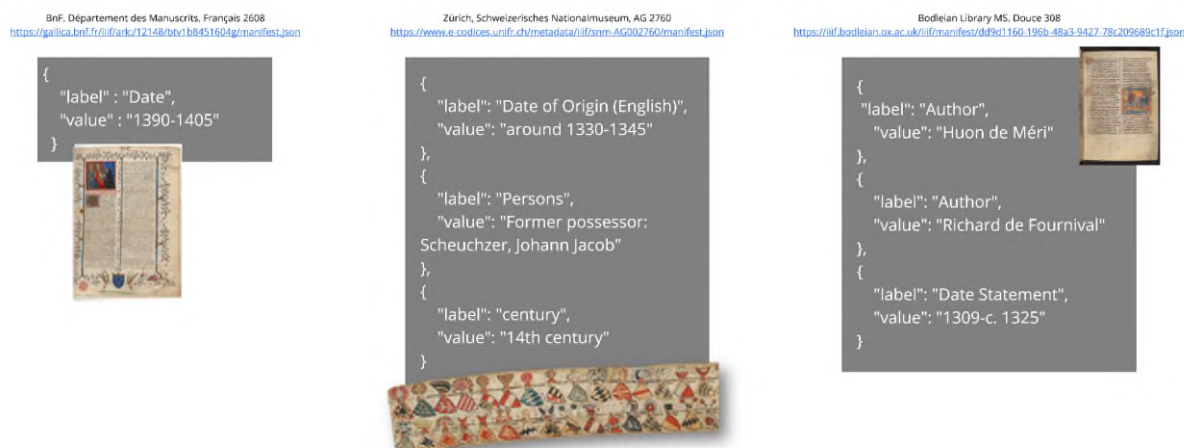 BnF. Département des Manuscrits. Français 2608
https://gallica.bnf.fr/iiif/ark:/12148/btv1b8451604g/manifest.json
{
"label" : "Date",
"value" : "1390-1405"
}
Zürich, Schweizerisches Nationalmuseum, AG 2760
https://www.e-codices.unifr.ch/metadata/iiif/snm-AG002760/manifest.json
{
"label": "Date of Origin (English)",
"value": "around 1330-1345"
},
{
"label": "Persons",
"value": "Former possessor:
Scheuchzer, Johann Jacob"
},
{
"label": "century",
"value": "14th century"
}
Bodleian Library MS. Douce 308
https://iiif.bodleian.ox.ac.uk/iiif/manifest/dd9d1160-196b-48a3-9427-78c209689c1f.json
{
"label": "Author",
"value": "Huon de Méri"
},
{
"label": "Author",
"value": "Richard de Fournival"
},
{
"label": "Date Statement",
"value": "1309-c. 1325"
}